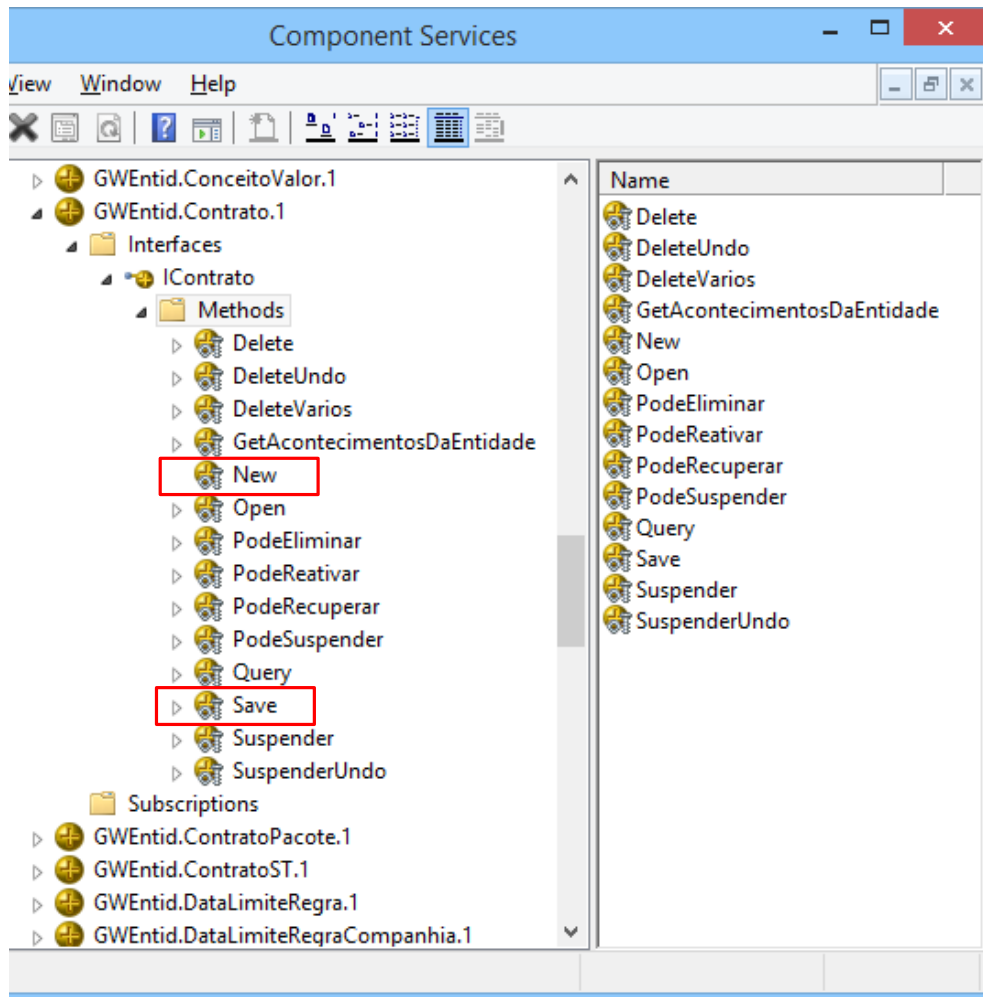 Component Services
View Window Help
GWEntid.ConceitoValor.1
GWEntid.Contrato.1
Interfaces
IContrato
Methods
Delete
DeleteUndo
DeleteVarios
GetAcontecimentosDaEntidade
New
Open
PodeEliminar
PodeReativar
PodeRecuperar
PodeSuspender
Query
Save
Suspender
SuspenderUndo
Subscriptions
GWEntid.ContratoPacote.1
GWEntid.ContratoST.1
GWEntid.DataLimiteRegra.1
GWEntid.DataLimiteRegraCompanhia.1
Name
Delete
DeleteUndo
DeleteVarios
GetAcontecimentosDaEntidade
New
Open
PodeEliminar
PodeReativar
PodeRecuperar
PodeSuspender
Query
Save
Suspender
SuspenderUndo